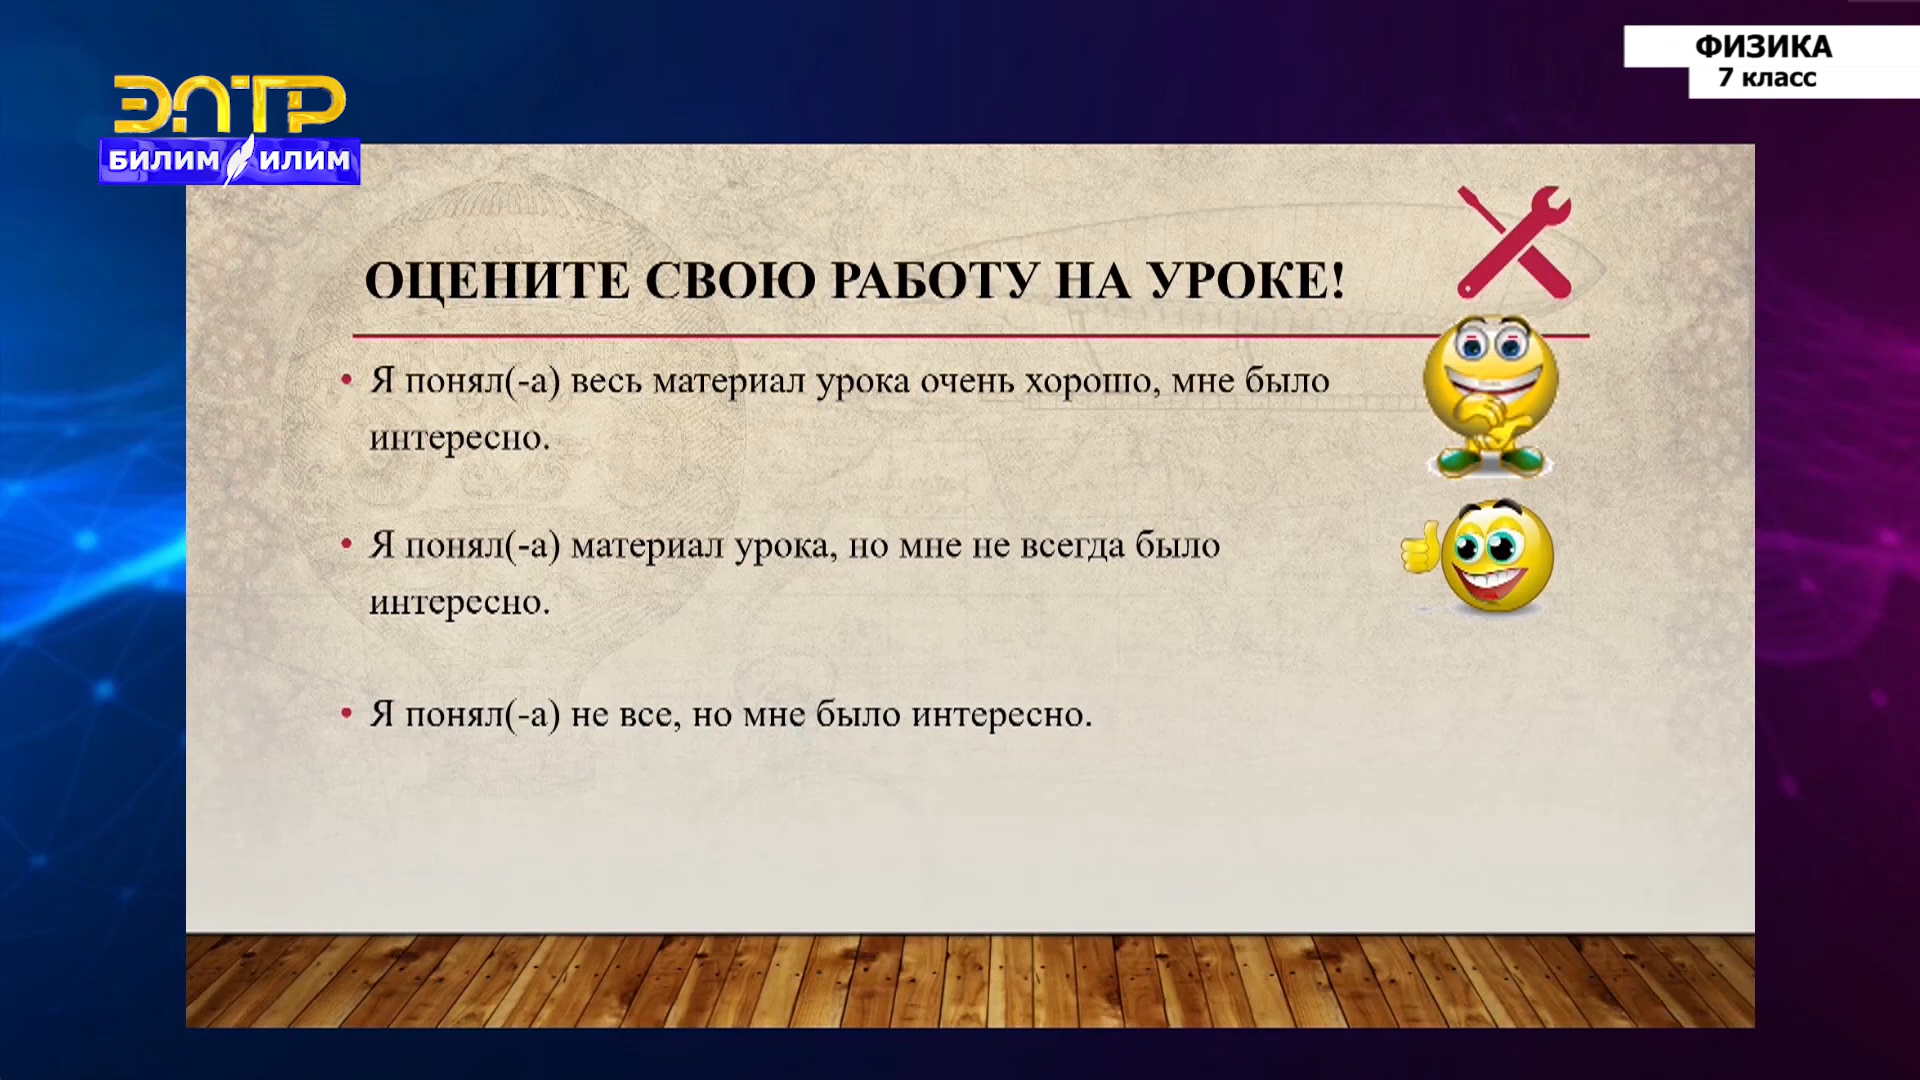 ФИЗИКА
7 класс
ЭЛТР
БИЛИМ ИЛИМ
ОЦЕНИТЕ СВОЮ РАБОТУ НА УРОКЕ!
• Я понял(-а) весь материал урока очень хорошо, мне было
интересно.
• Я понял(-а) материал урока, но мне не всегда было
интересно.
• Я понял(-а) не все, но мне было интересно.